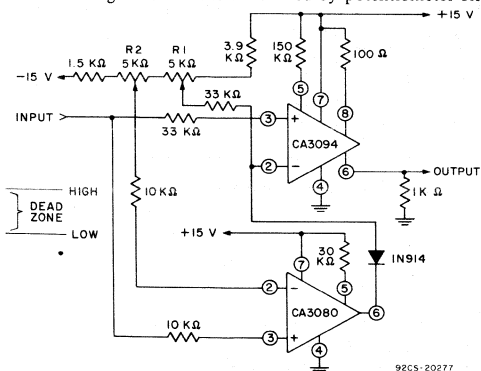 +15 V
R2
R1
3.9
KΩ
150
KΩ
100 Ω
1.5 KΩ
5 KΩ
5 KΩ
-15 V
33 KΩ
5
7
8
INPUT
33 KΩ
3
+
CA3094
2
-
6
OUTPUT
4
1 K Ω
HIGH
DEAD
ZONE
LOW
10 KΩ
+15 V
30
KΩ
1N914
7
5
2
-
CA3080
6
10 KΩ
3
+
4
92CS-20277